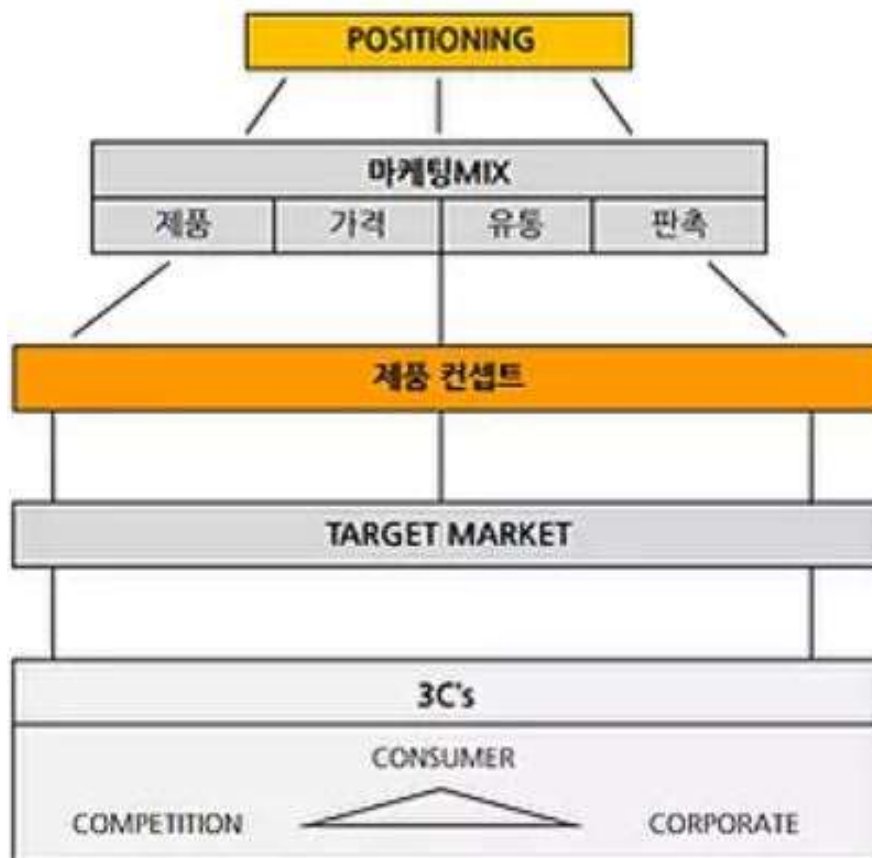 POSITIONING
마케팅MIX
제품 가격 유통 판촉
제품 컨셉트
TARGET MARKET
3C's
CONSUMER
COMPETITION CORPORATE